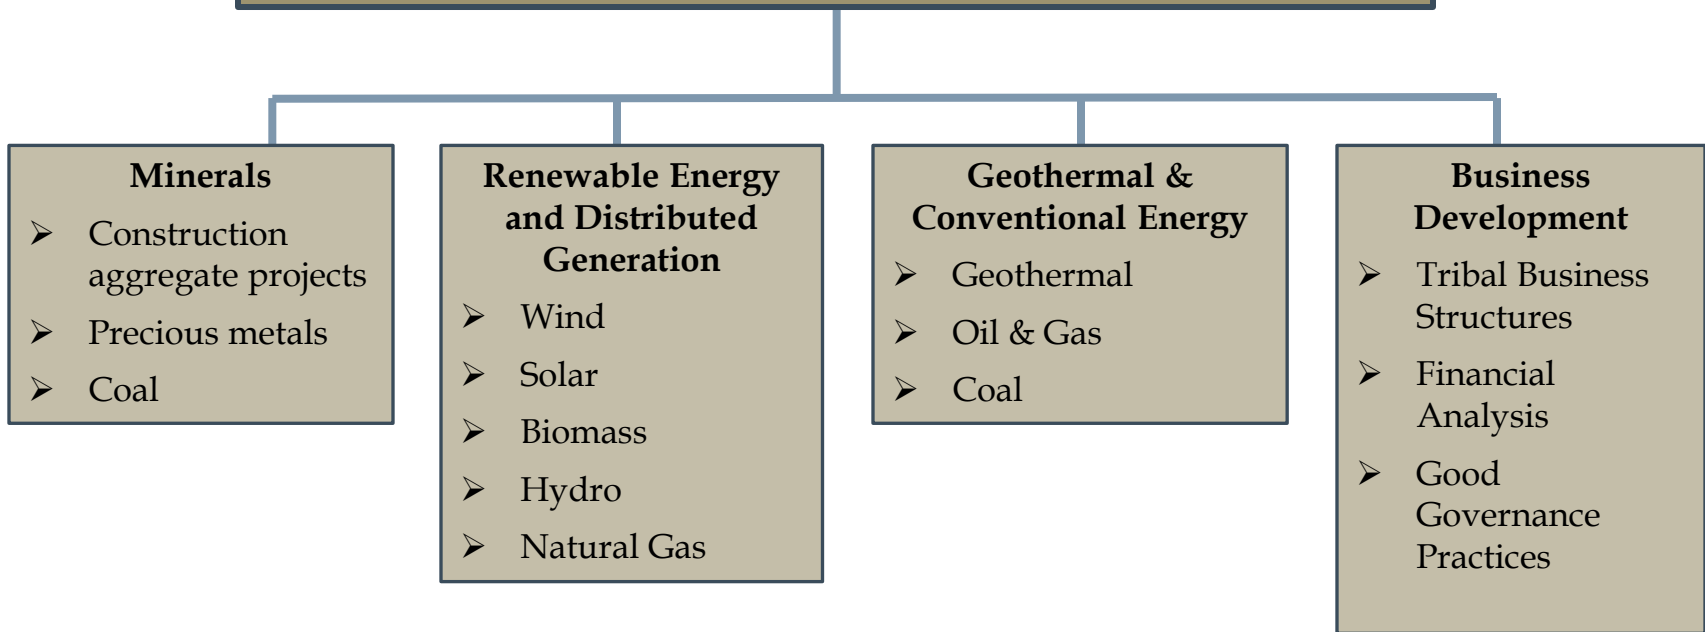 Minerals
➢ Construction
aggregate projects
➢ Precious metals
➢ Coal
Renewable Energy
and Distributed
Generation
➢ Wind
➢ Solar
➢ Biomass
➢ Hydro
➢ Natural Gas
Geothermal &
Conventional Energy
➢ Geothermal
➢ Oil & Gas
➢ Coal
Business
Development
➢ Tribal Business
Structures
➢ Financial
Analysis
➢ Good
Governance
Practices